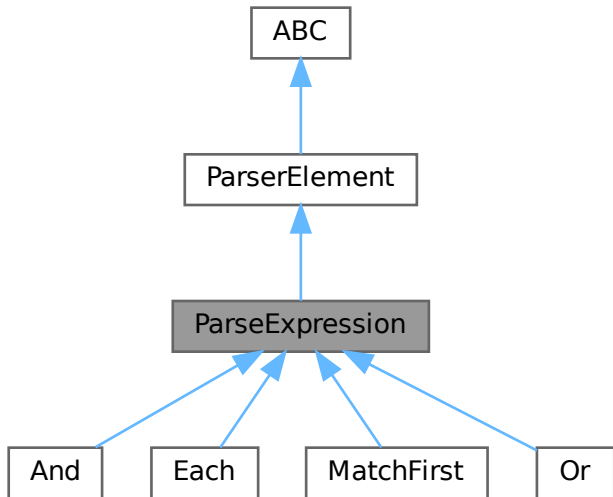 ABC
ParserElement
ParseExpression
And
Each
MatchFirst
Or